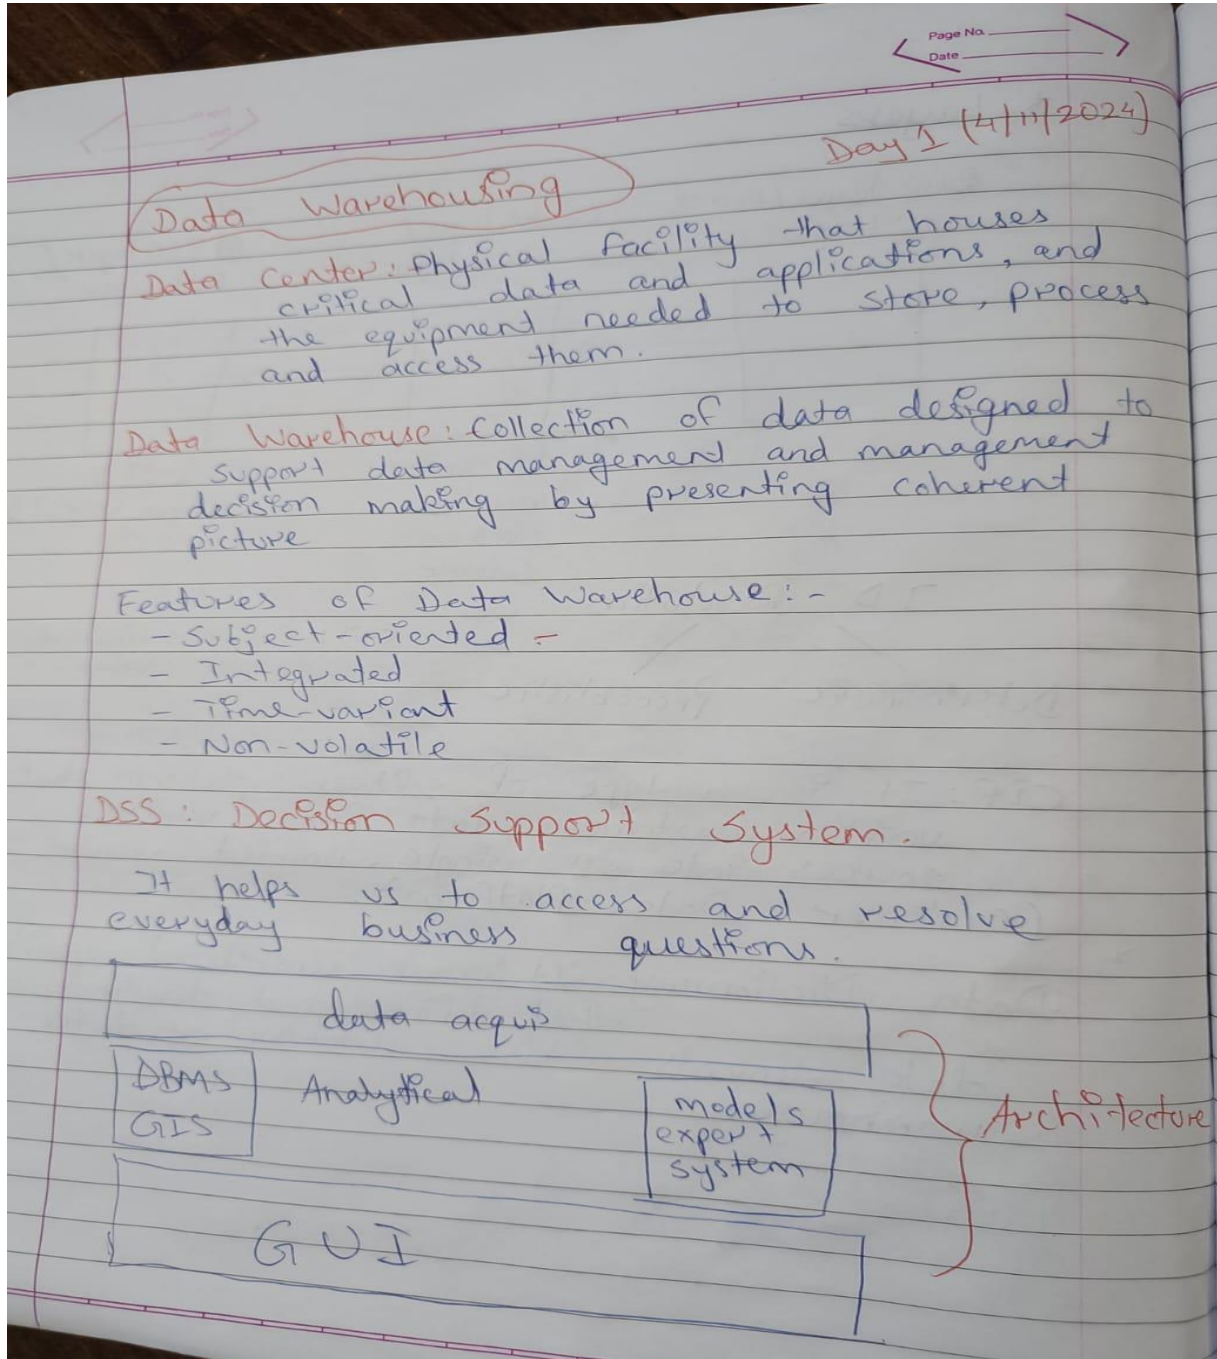 Page No.
Date
Day 1 (4/11/2024)
Data Warehousing
Data Center: Physical facility that houses
critical data and applications, and
the equipment needed to store, process
and access them.
Data Warehouse: Collection of data designed to
support data management and management
decision making by presenting coherent
picture
Features of Data Warehouse:-
- Subject-oriented -
- Integrated
- Time-variant
- Non-volatile
DSS: Decision Support System.
It helps us to access and resolve
everyday business questions.
data acquis
DBMS
GIS
Analytical
models
expert
system
Architecture
GUI